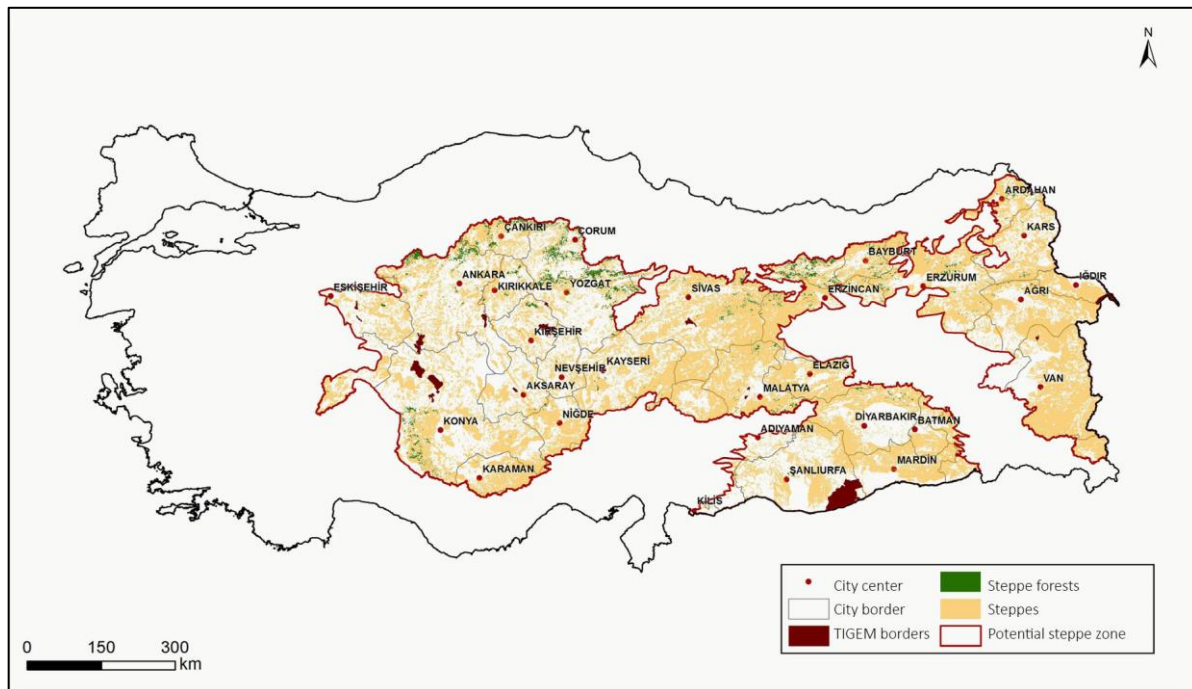 N
ARDAHAN
KARS
ÇANKIRI
ÇORUM
BAYBURT
ANKARA
KIRIKKALE
YOZGAT
ESKİŞEHİR
SİVAS
ERZİNCAN
ERZURUM
IĞDIR
AĞRI
KIRŞEHİR
NEVŞEHİR
KAYSERİ
AKSARAY
ELAZIĞ
MALATYA
VAN
KONYA
NİĞDE
ADIYAMAN
DİYARBAKIR
BATMAN
KARAMAN
ŞANLIURFA
MARDİN
KİLİS
City center
Steppe forests
City border
Steppes
TIGEM borders
Potential steppe zone
0 150 300
km